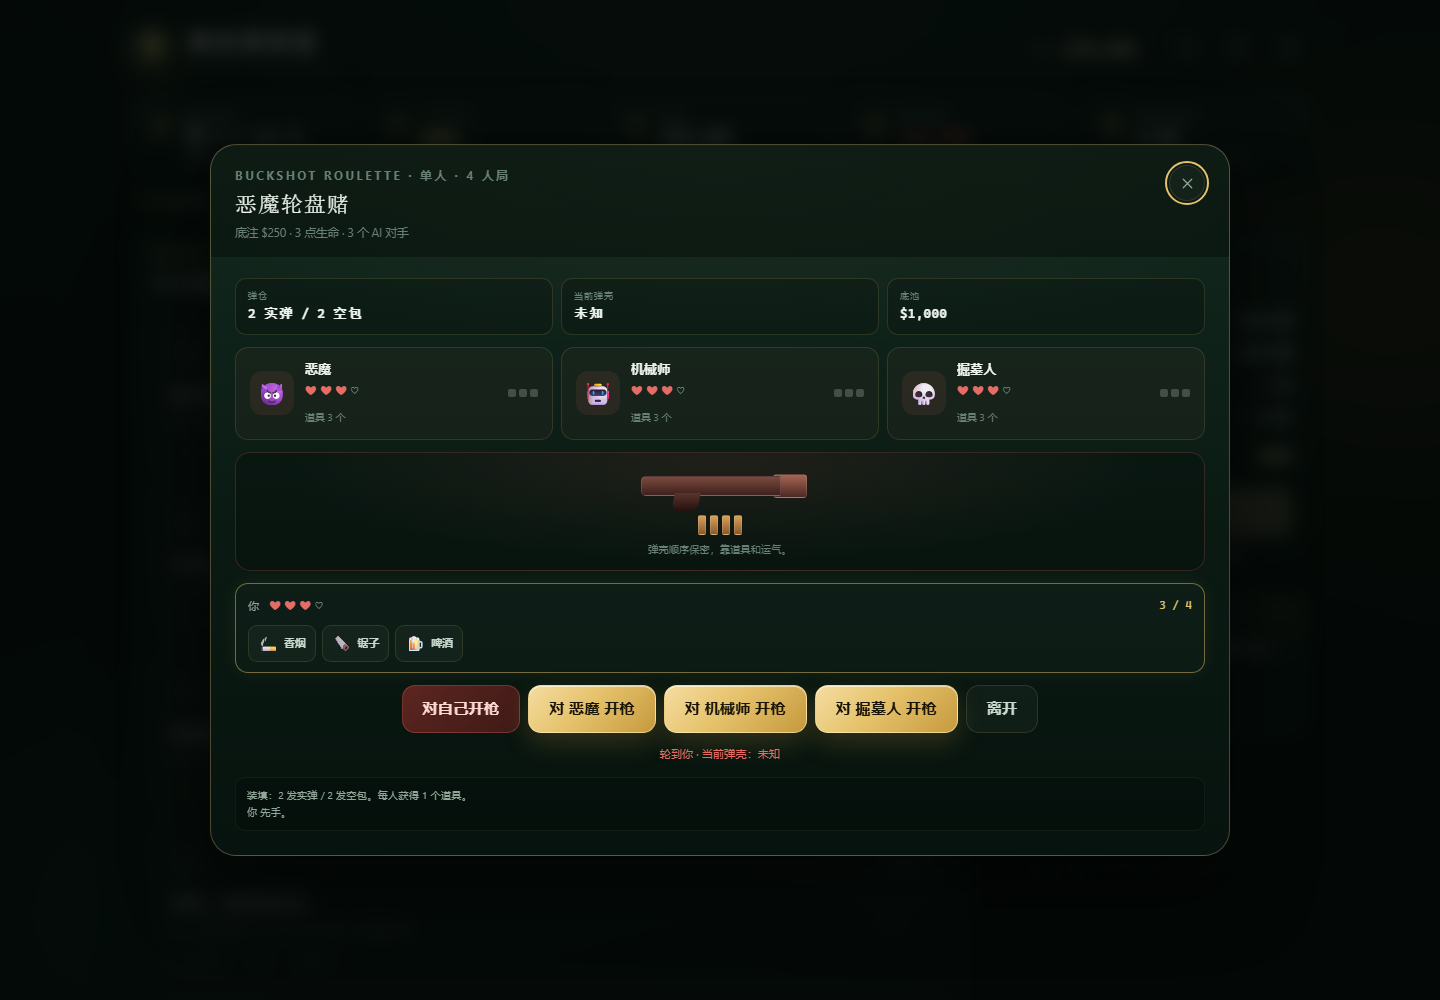 BUCKSHOT ROULETTE · 单人 · 4 人局
恶魔轮盘赌
底注 $250 · 3 点生命 · 3 个 AI 对手
弹仓
2 实弹 / 2 空包
当前弹壳
未知
底池
$1,000
恶魔
道具 3 个
机械师
道具 3 个
掘墓人
道具 3 个
弹壳顺序保密，靠道具和运气。
你
3 / 4
香烟
锯子
啤酒
对自己开枪
对 恶魔 开枪
对 机械师 开枪
对 掘墓人 开枪
离开
轮到你 · 当前弹壳：未知
装填：2 发实弹 / 2 发空包。每人获得 1 个道具。
你 先手。